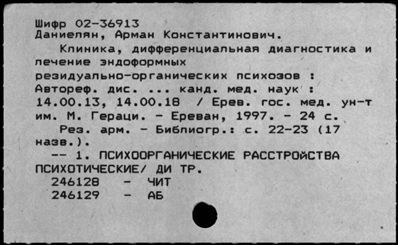 Шифр 02-36913
Даниелян, Арман Константинович.
Клиника, дифференциальная диагностика и
лечение эндоформных
резидуально-органических психозов :
Автореф. дис. ... канд. мед. наук :
14.00.13, 14.00.18 / Ерев. гос. мед. ун-т
им. М. Гераци. - Ереван, 1997. - 24 с.
Рез. арм. - Библиогр.: с. 22-23 (17
назв.).
-- 1. ПСИХООРГАНИЧЕСКИЕ РАССТРОЙСТВА
ПСИХОТИЧЕСКИЕ/ ДИ ТР.
246128 - ЧИТ
246129 - АБ